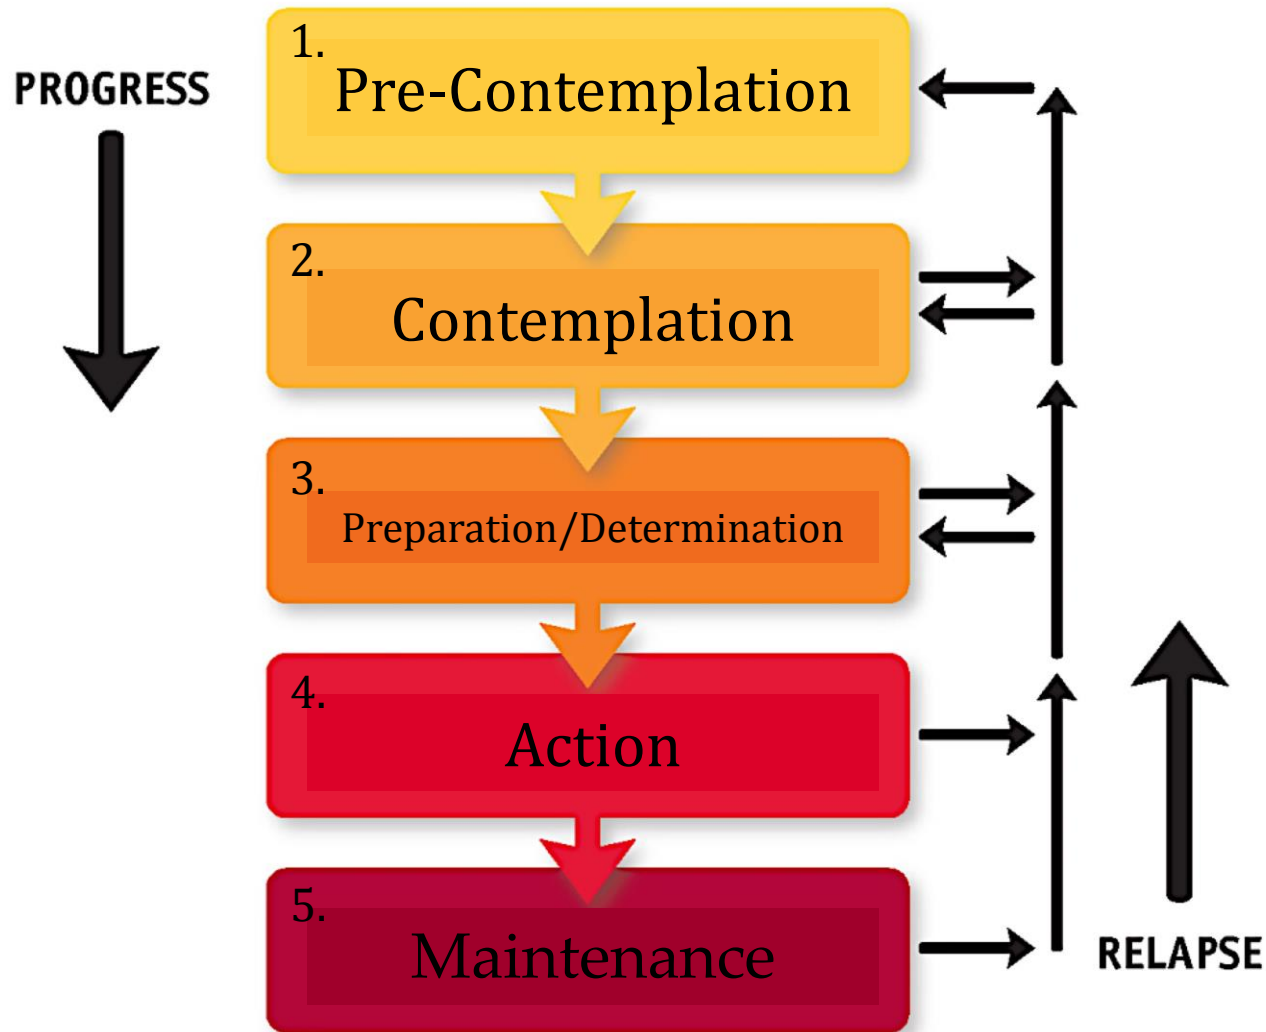 PROGRESS
1.
Pre-Contemplation
2.
Contemplation
3.
Preparation/Determination
4.
Action
5.
Maintenance
RELAPSE